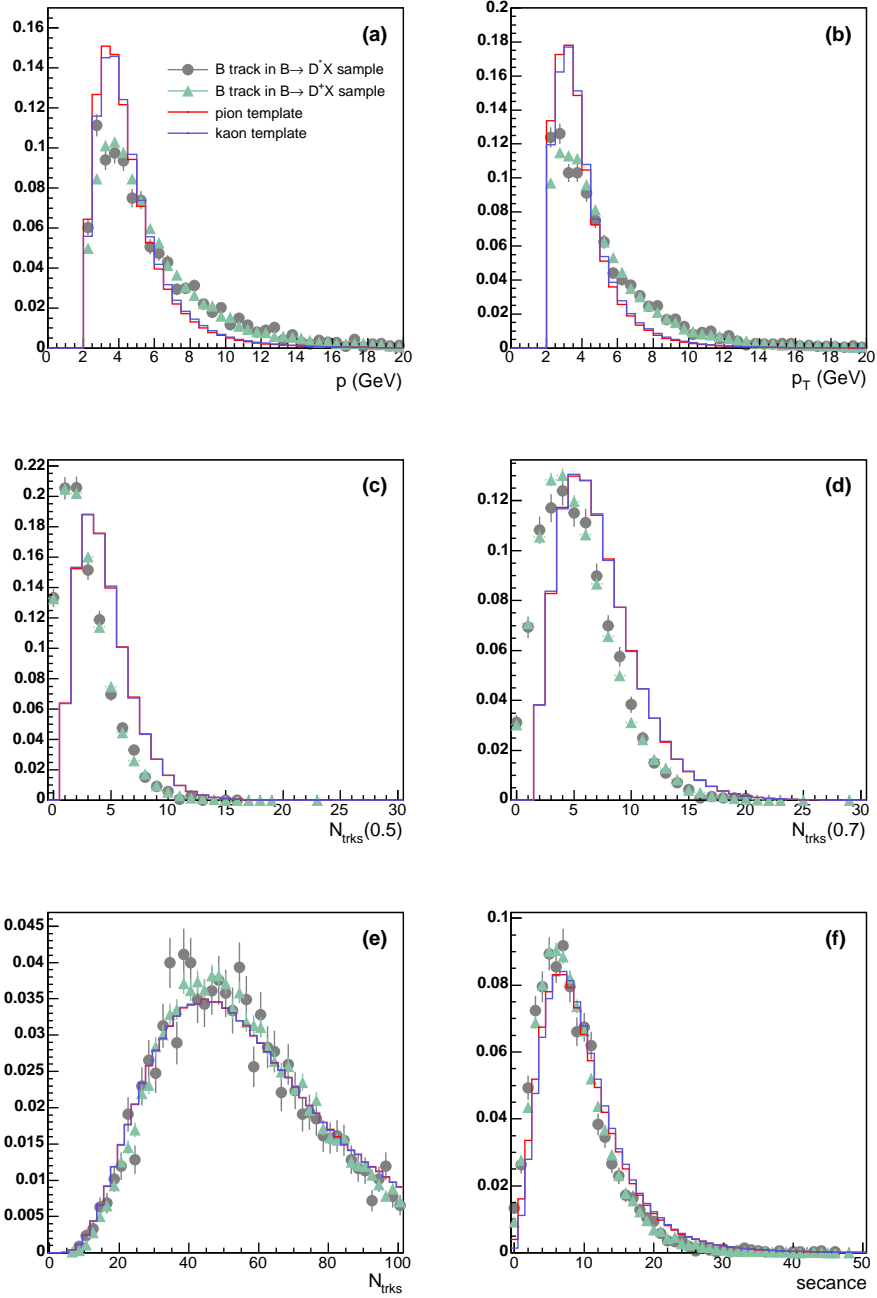 (a)
0.16
0.14
0.12
0.1
0.08
0.06
0.04
0.02
0
B track in B→ D*X sample
B track in B→ D⁺X sample
pion template
kaon template
0 2 4 6 8 10 12 14 16 18 20
p (GeV)
(b)
0.2
0.18
0.16
0.14
0.12
0.1
0.08
0.06
0.04
0.02
0
0 2 4 6 8 10 12 14 16 18 20
p_T (GeV)
(c)
0.22
0.2
0.18
0.16
0.14
0.12
0.1
0.08
0.06
0.04
0.02
0
0 5 10 15 20 25 30
N_trks(0.5)
(d)
0.12
0.1
0.08
0.06
0.04
0.02
0
0 5 10 15 20 25 30
N_trks(0.7)
(e)
0.045
0.04
0.035
0.03
0.025
0.02
0.015
0.01
0.005
0
0 20 40 60 80 100
N_trks
(f)
0.1
0.08
0.06
0.04
0.02
0
0 10 20 30 40 50
secance